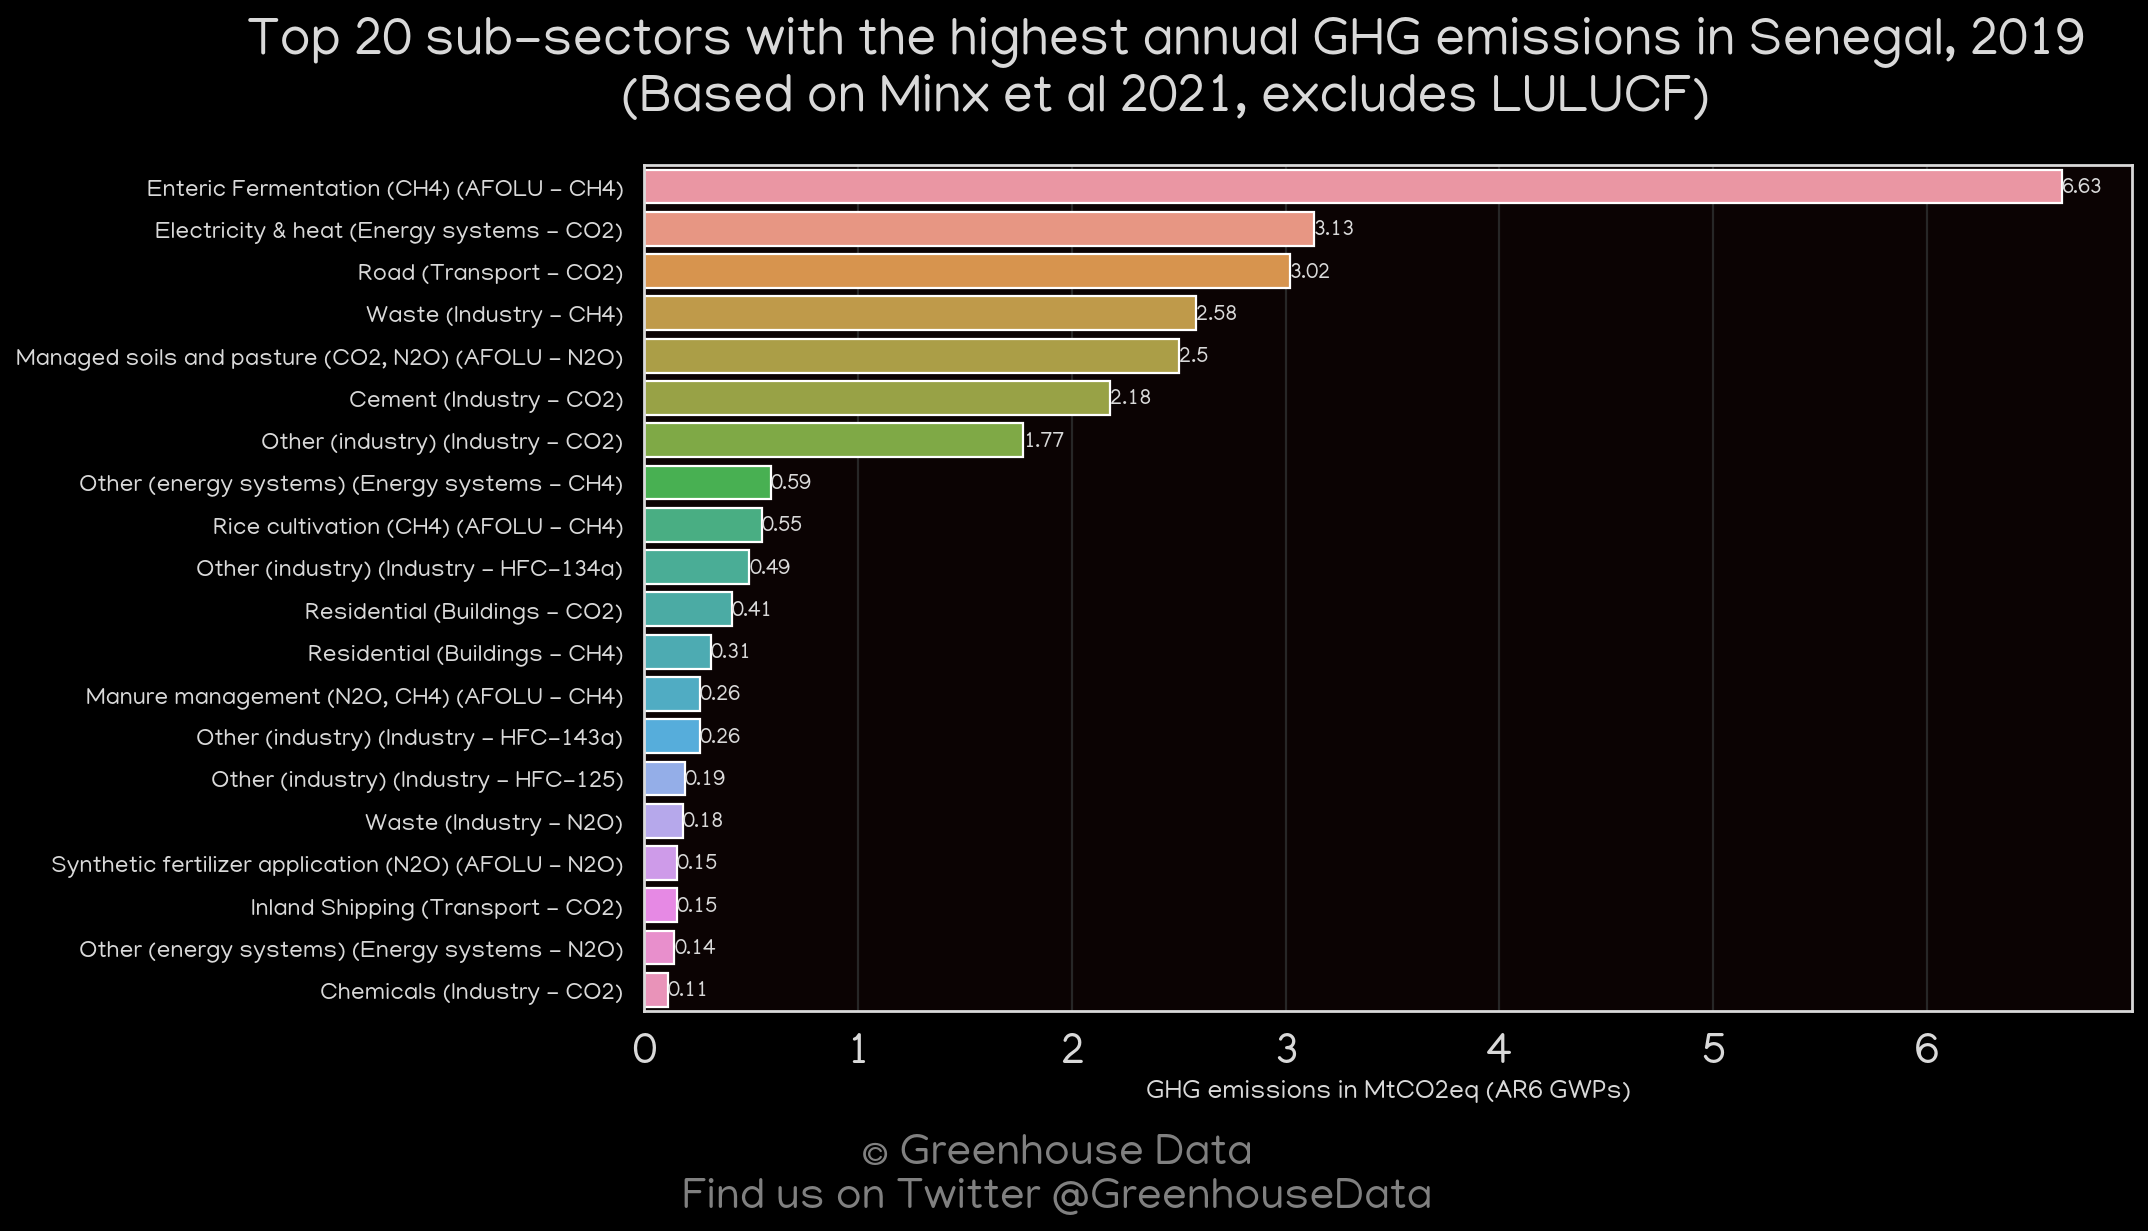 Top 20 sub-sectors with the highest annual GHG emissions in Senegal, 2019
(Based on Minx et al 2021, excludes LULUCF)
Enteric Fermentation (CH4) (AFOLU - CH4) 6.63
Electricity & heat (Energy systems - CO2) 3.13
Road (Transport - CO2) 3.02
Waste (Industry - CH4) 2.58
Managed soils and pasture (CO2, N2O) (AFOLU - N2O) 2.5
Cement (Industry - CO2) 2.18
Other (industry) (Industry - CO2) 1.77
Other (energy systems) (Energy systems - CH4) 0.59
Rice cultivation (CH4) (AFOLU - CH4) 0.55
Other (industry) (Industry - HFC-134a) 0.49
Residential (Buildings - CO2) 0.41
Residential (Buildings - CH4) 0.31
Manure management (N2O, CH4) (AFOLU - CH4) 0.26
Other (industry) (Industry - HFC-143a) 0.26
Other (industry) (Industry - HFC-125) 0.19
Waste (Industry - N2O) 0.18
Synthetic fertilizer application (N2O) (AFOLU - N2O) 0.15
Inland Shipping (Transport - CO2) 0.15
Other (energy systems) (Energy systems - N2O) 0.14
Chemicals (Industry - CO2) 0.11
0 1 2 3 4 5 6
GHG emissions in MtCO2eq (AR6 GWPs)
© Greenhouse Data
Find us on Twitter @GreenhouseData